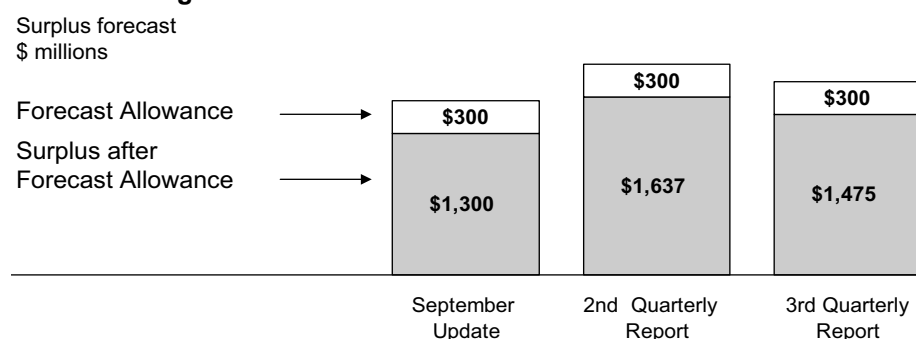 Surplus forecast
$ millions
Forecast Allowance
Surplus after
Forecast Allowance
$300
$1,300
$300
$1,637
$300
$1,475
September
Update
2nd Quarterly
Report
3rd Quarterly
Report